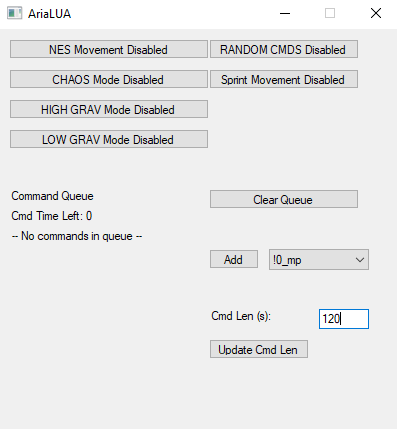 AriaLUA
NES Movement Disabled
RANDOM CMDS Disabled
CHAOS Mode Disabled
Sprint Movement Disabled
HIGH GRAV Mode Disabled
LOW GRAV Mode Disabled
Command Queue
Clear Queue
Cmd Time Left: 0
-- No commands in queue --
Add
!0_mp
Cmd Len (s):
120
Update Cmd Len